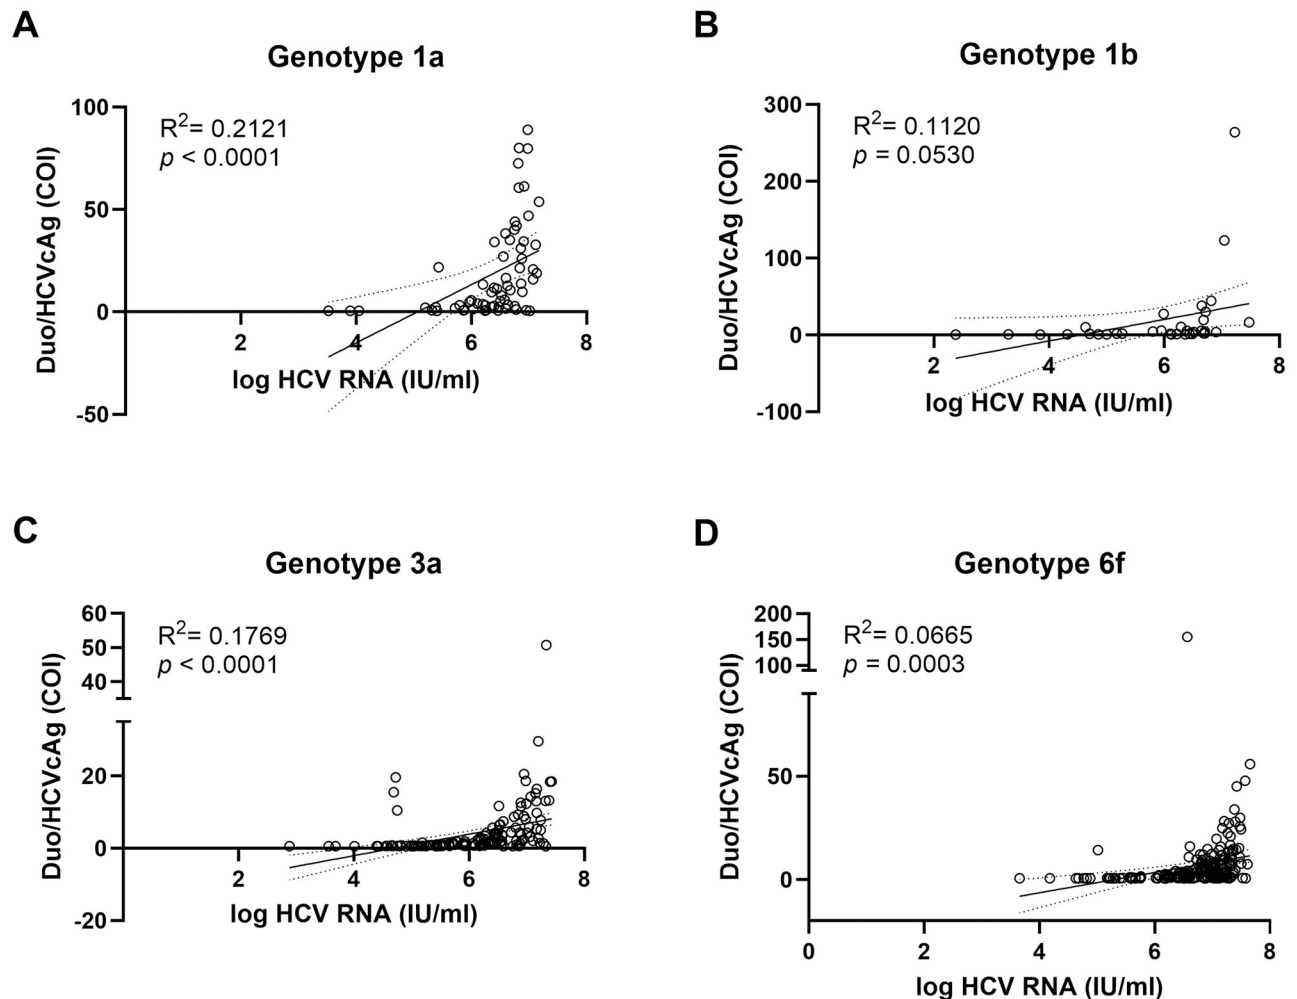 A
Genotype 1a
R2= 0.2121
p < 0.0001
Duo/HCVcAg (COI)
100
50
0
-50
2
4
6
8
log HCV RNA (IU/ml)
B
Genotype 1b
R2= 0.1120
p = 0.0530
Duo/HCVcAg (COI)
300
200
100
0
-100
2
4
6
8
log HCV RNA (IU/ml)
C
Genotype 3a
R2= 0.1769
p < 0.0001
Duo/HCVcAg (COI)
60
50
40
20
0
-20
2
4
6
8
log HCV RNA (IU/ml)
D
Genotype 6f
R2= 0.0665
p = 0.0003
Duo/HCVcAg (COI)
200
150
100
50
0
0
2
4
6
8
log HCV RNA (IU/ml)